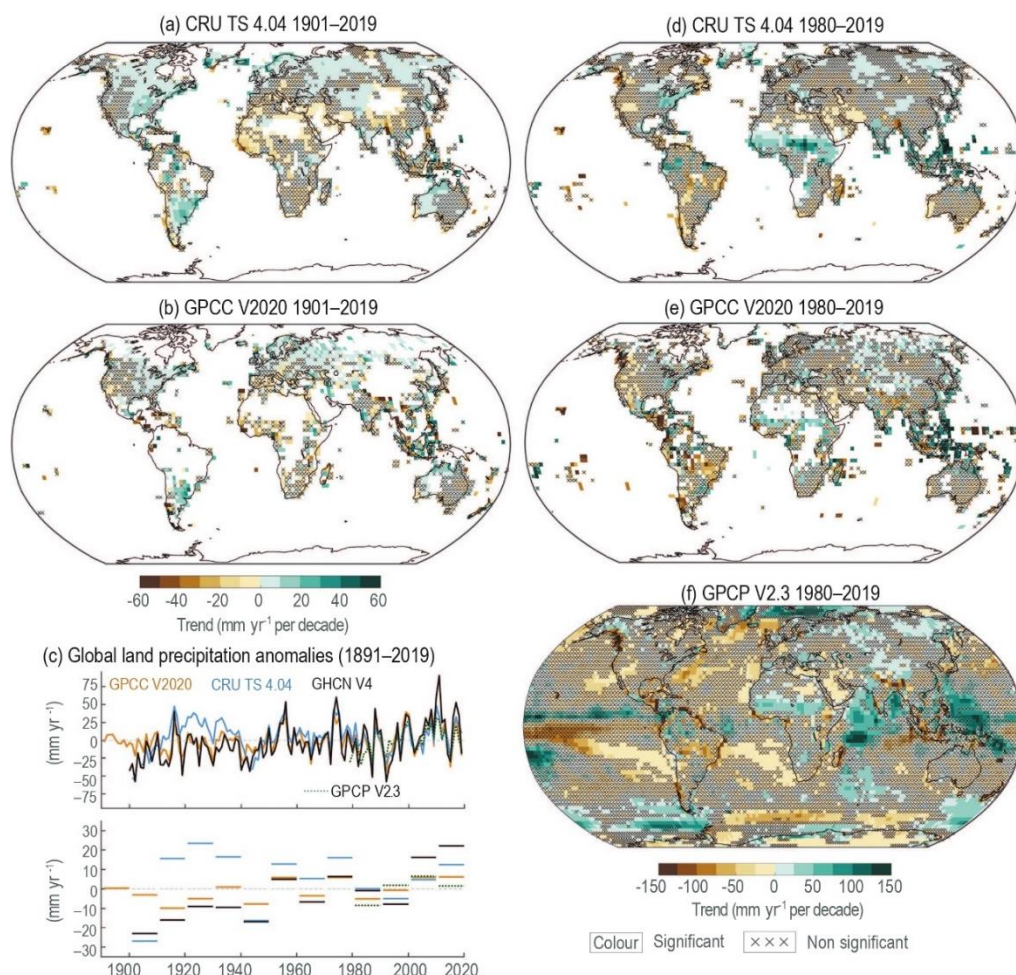 (a) CRU TS 4.04 1901–2019
(d) CRU TS 4.04 1980–2019
(b) GPCC V2020 1901–2019
(e) GPCC V2020 1980–2019
-60 -40 -20 0 20 40 60
Trend (mm yr⁻¹ per decade)
(f) GPCP V2.3 1980–2019
(c) Global land precipitation anomalies (1891–2019)
GPCC V2020 CRU TS 4.04 GHCN V4
75
50
25
0
−25
−50
−75
(mm yr⁻¹)
GPCP V2.3
30
20
10
0
−10
−20
−30
(mm yr⁻¹)
1900 1920 1940 1960 1980 2000 2020
-150 -100 -50 0 50 100 150
Trend (mm yr⁻¹ per decade)
Colour Significant ××× Non significant